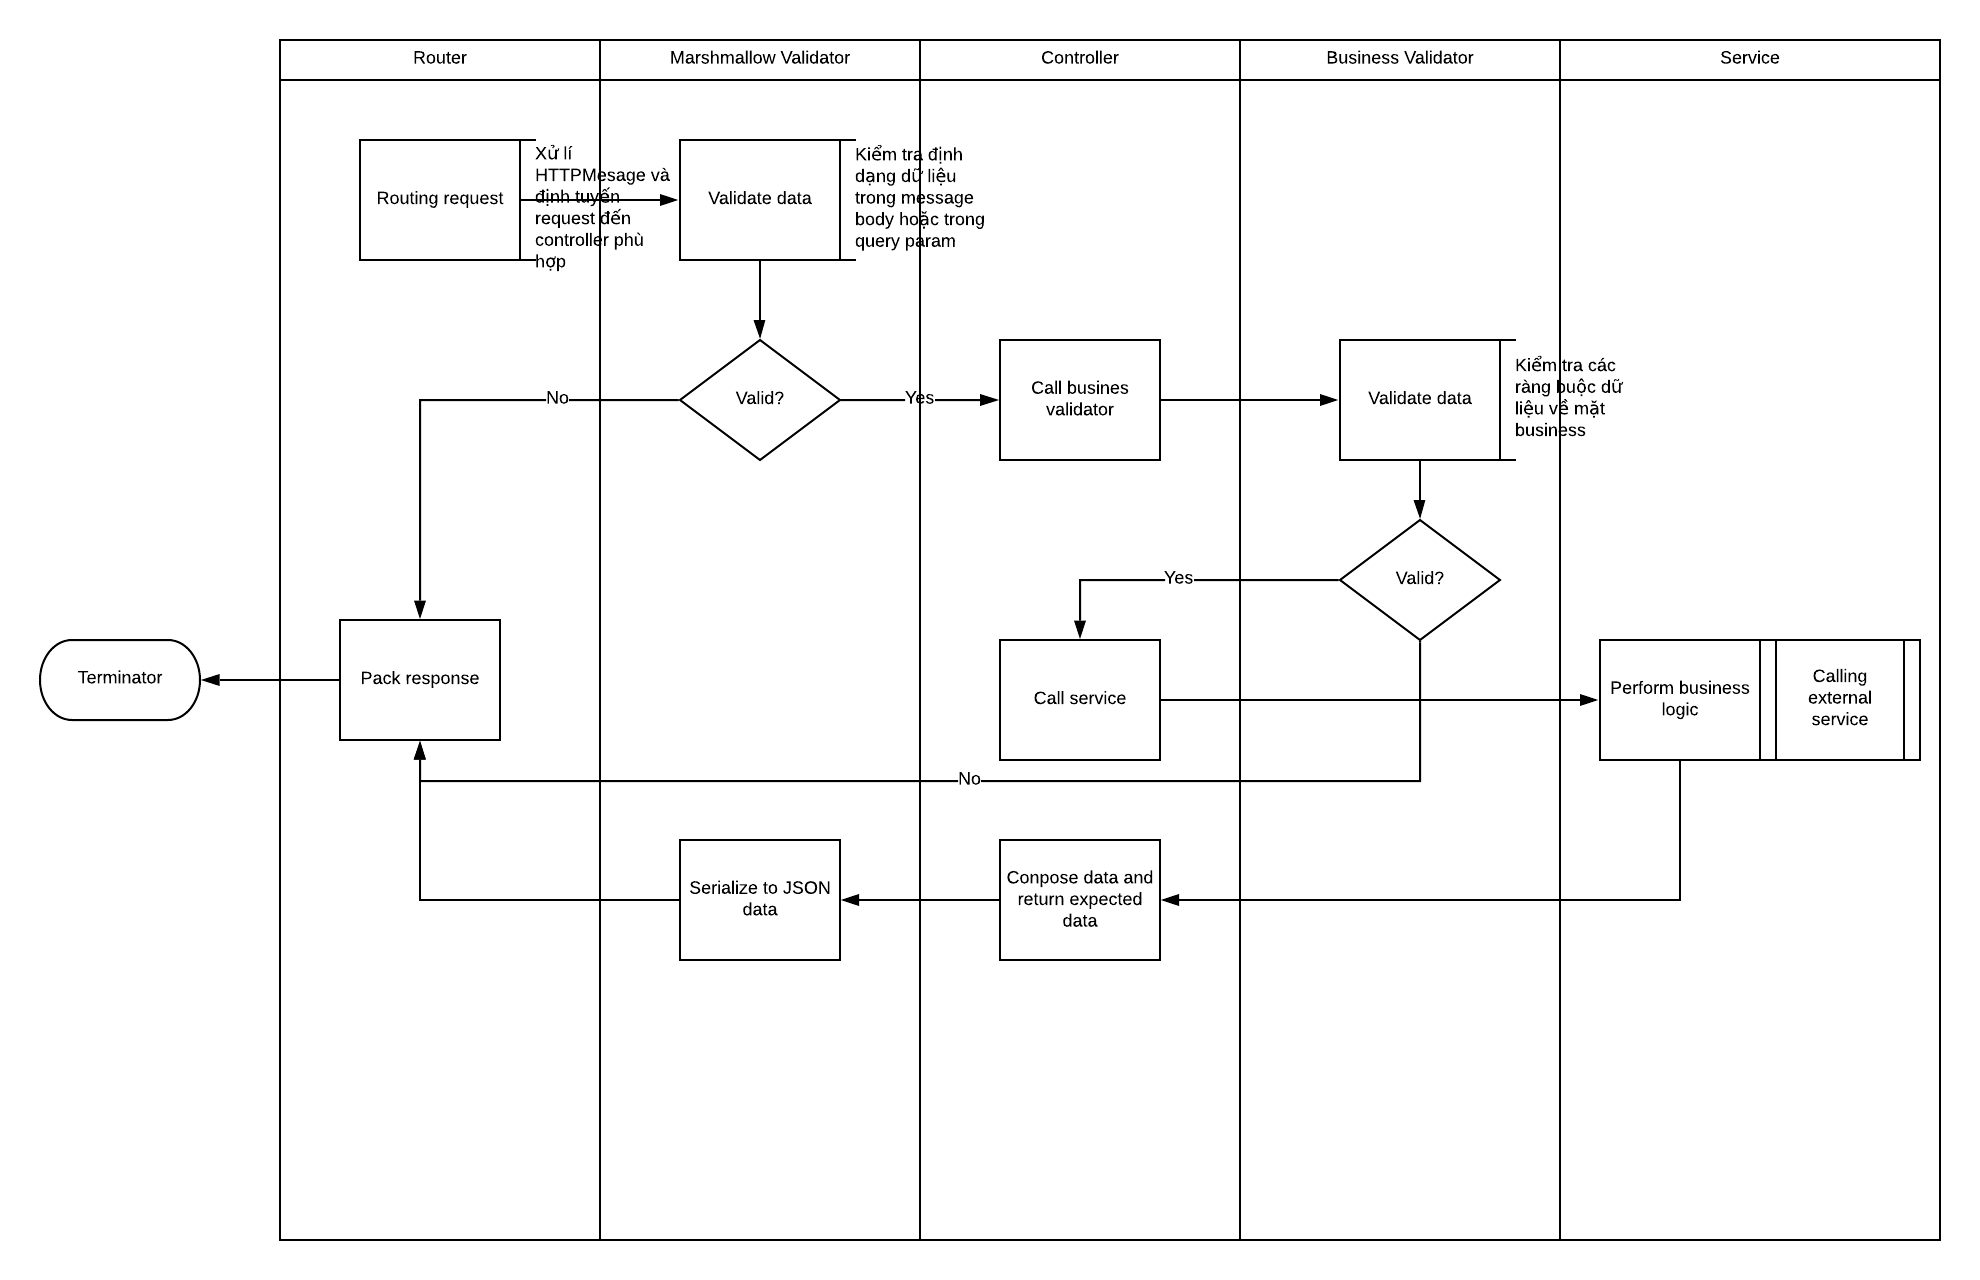 Router
Marshmallow Validator
Controller
Business Validator
Service
Routing request
Xử lí
HTTPMesage và
định tuyến
request đến
controller phù
hợp
Validate data
Kiểm tra định
dạng dữ liệu
trong message
body hoặc trong
query param
No
Valid?
Yes
Call busines
validator
Validate data
Kiểm tra các
ràng buộc dữ
liệu về mặt
business
Yes
Valid?
Terminator
Pack response
Call service
Perform business
logic
Calling
external
service
No
Serialize to JSON
data
Conpose data and
return expected
data